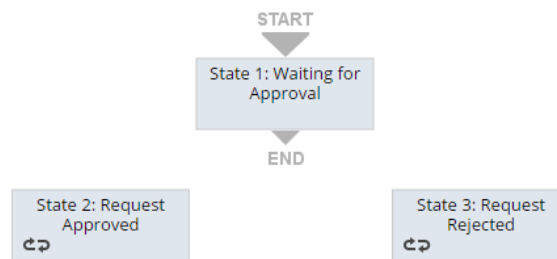 START
State 1: Waiting for
Approval
END
State 2: Request
Approved
State 3: Request
Rejected